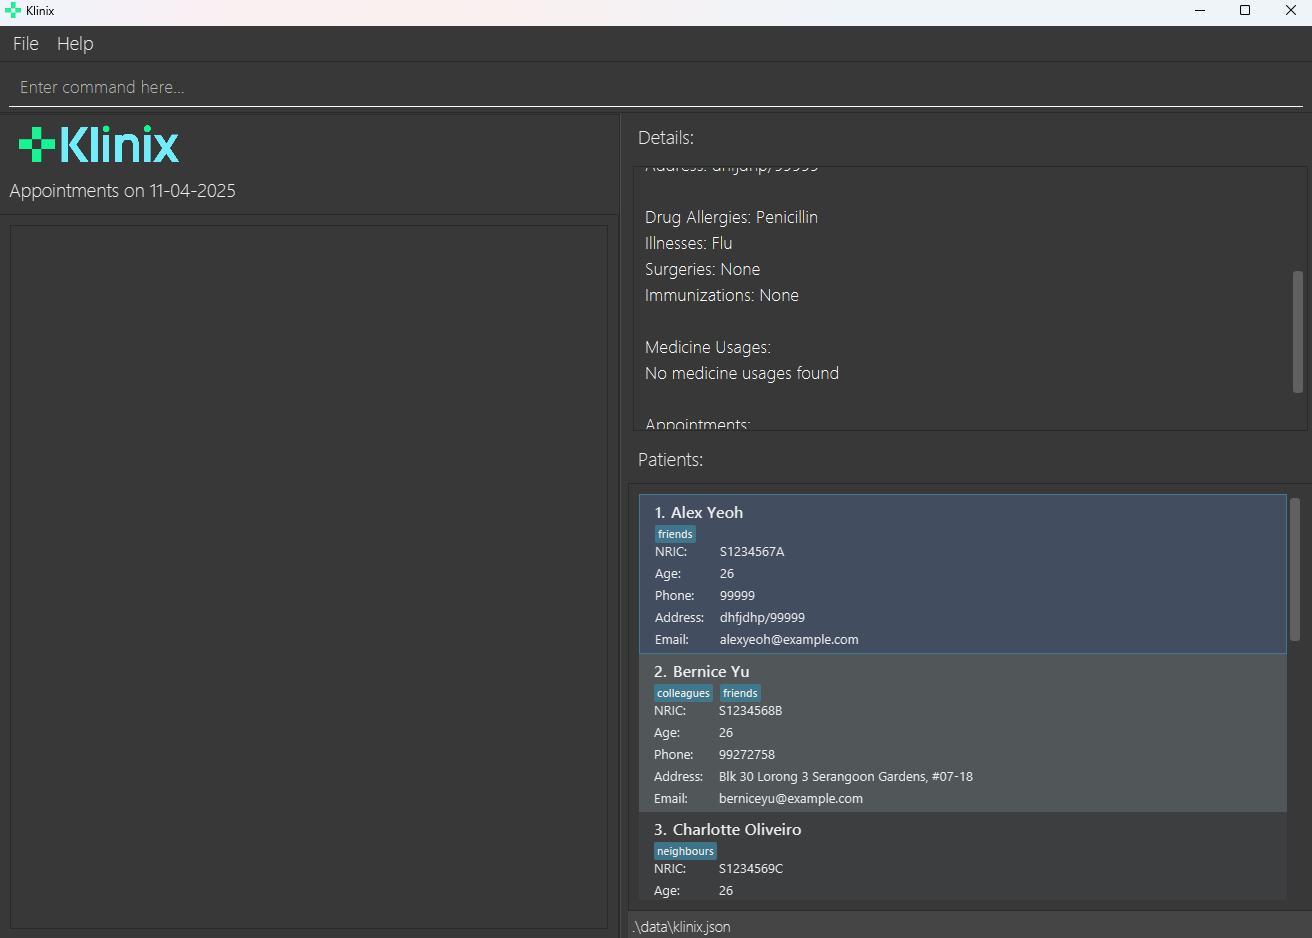 Klinix
File Help
Enter command here...
Klinix
Appointments on 11-04-2025
Details:
Address: dhfjdhp/99999
Drug Allergies: Penicillin
Illnesses: Flu
Surgeries: None
Immunizations: None
Medicine Usages:
No medicine usages found
Appointments:
Patients:
1. Alex Yeoh
friends
NRIC: S1234567A
Age: 26
Phone: 99999
Address: dhfjdhp/99999
Email: alexyeoh@example.com
2. Bernice Yu
colleagues friends
NRIC: S1234568B
Age: 26
Phone: 99272758
Address: Blk 30 Lorong 3 Serangoon Gardens, #07-18
Email: berniceyu@example.com
3. Charlotte Oliveiro
neighbours
NRIC: S1234569C
Age: 26
.\data\klinix.json